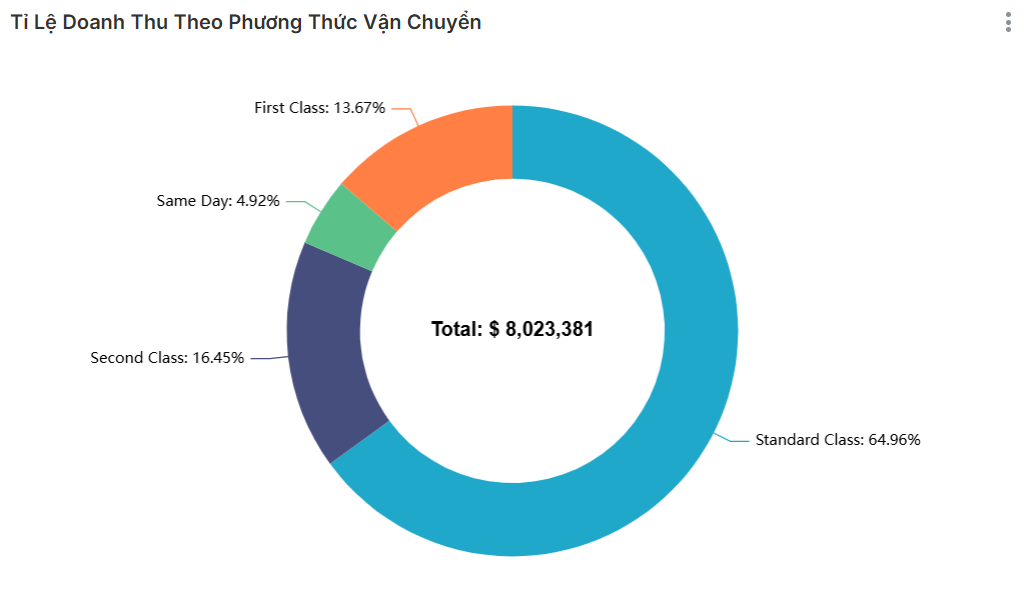 Tỉ Lệ Doanh Thu Theo Phương Thức Vận Chuyển
First Class: 13.67%
Same Day: 4.92%
Total: $ 8,023,381
Second Class: 16.45%
Standard Class: 64.96%